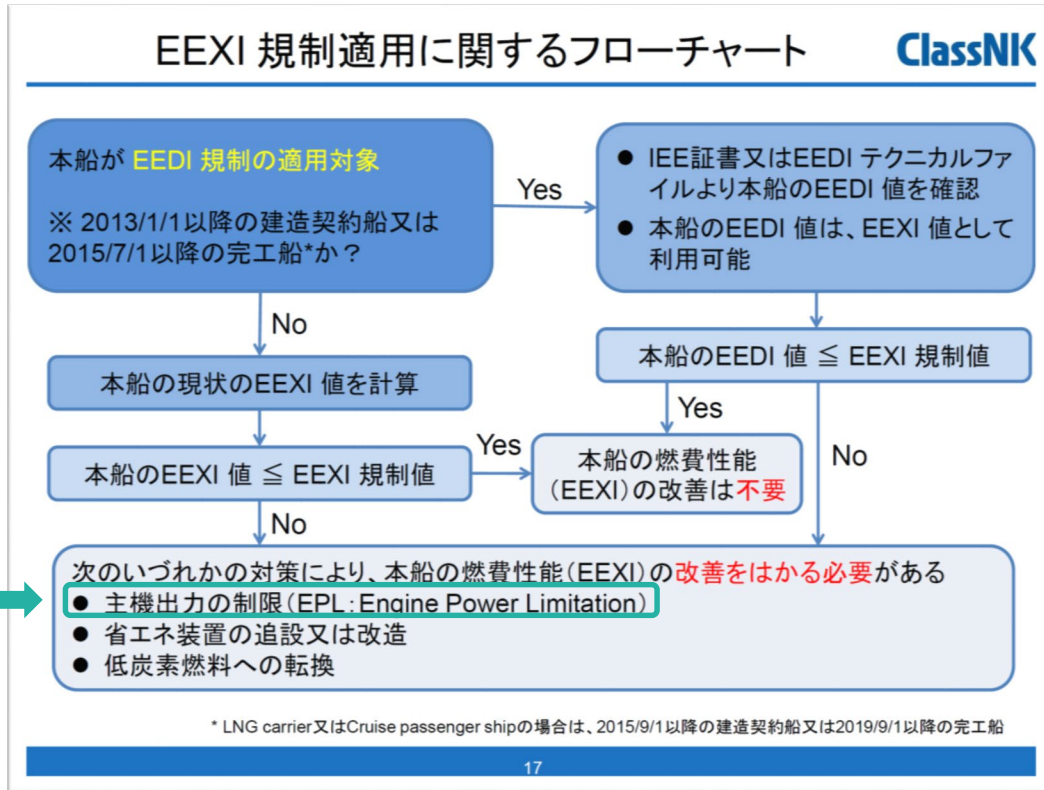 EEXI 規制適用に関するフローチャート
ClassNK
本船が EEDI 規制の適用対象
※ 2013/1/1以降の建造契約船又は
2015/7/1以降の完工船*か？
Yes
● IEE証書又はEEDI テクニカルファ
イルより本船のEEDI 値を確認
● 本船のEEDI 値は、EEXI 値として
利用可能
No
本船の現状のEEXI 値を計算
本船のEEDI 値 ≦ EEXI 規制値
Yes
No
本船のEEXI 値 ≦ EEXI 規制値
Yes
本船の燃費性能
（EEXI）の改善は不要
No
次のいづれかの対策により、本船の燃費性能（EEXI）の改善をはかる必要がある
● 主機出力の制限（EPL：Engine Power Limitation）
● 省エネ装置の追設又は改造
● 低炭素燃料への転換
* LNG carrier又はCruise passenger shipの場合は、2015/9/1以降の建造契約船又は2019/9/1以降の完工船
17